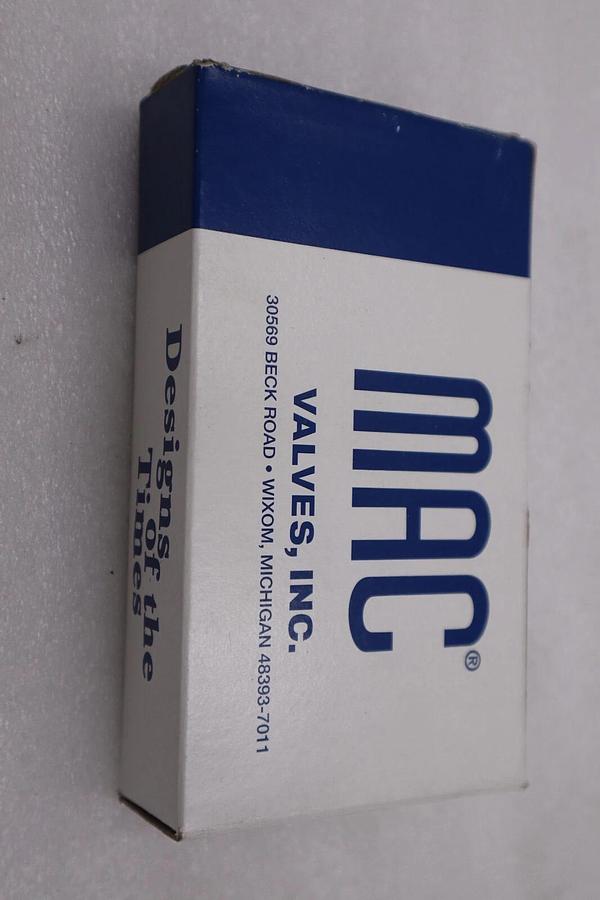 MAC®
VALVES, INC.
30569 BECK ROAD • WIXOM, MICHIGAN 48393-7011
Designs of the
Times